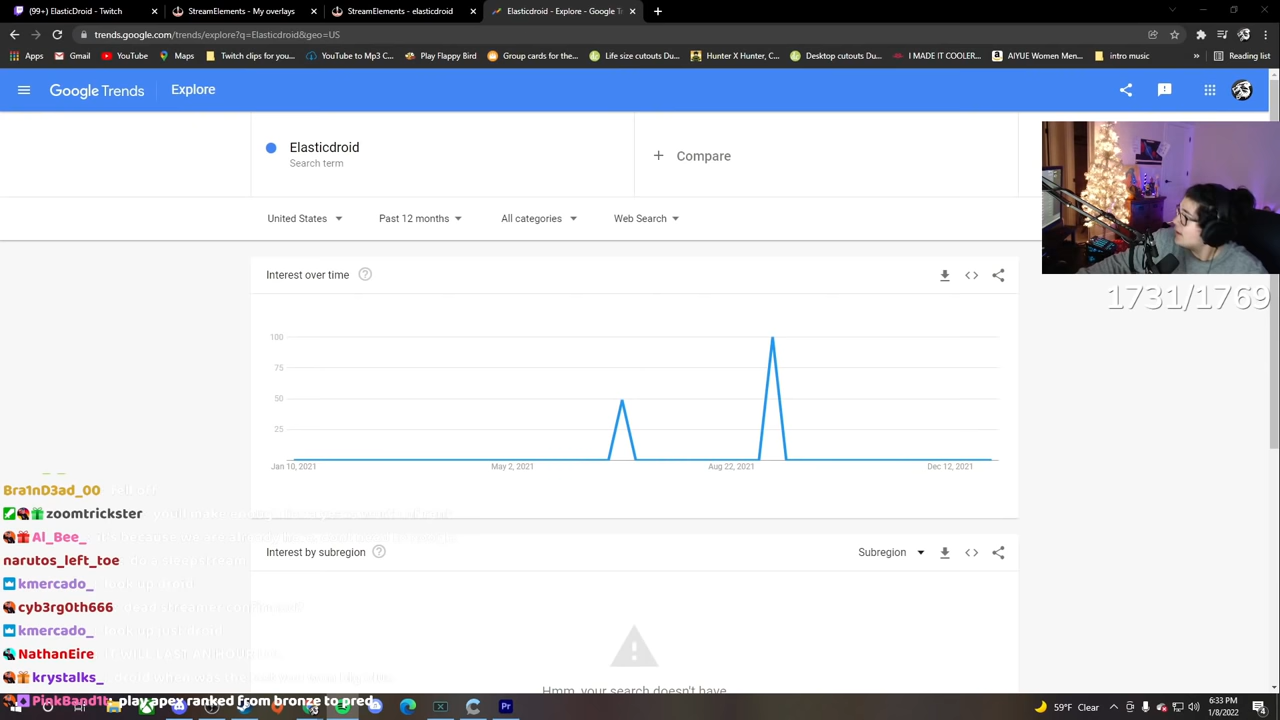 (99+) ElasticDroid - Twitch
StreamElements - My overlays
StreamElements - elasticdroid
Elasticdroid - Explore - Google T
trends.google.com/trends/explore?q=Elasticdroid&geo=US
Apps
Gmail
YouTube
Maps
Twitch clips for you...
YouTube to Mp3 C...
Play Flappy Bird
Group cards for the...
Life size cutouts Du...
Hunter X Hunter, C...
Desktop cutouts Du...
I MADE IT COOLER...
AIYUE Women Men...
intro music
»
Reading list
Google Trends
Explore
Elasticdroid
Search term
+ Compare
United States
Past 12 months
All categories
Web Search
Interest over time
1731/1769
100
75
50
25
Jan 10, 2021
May 2, 2021
Aug 22, 2021
Dec 12, 2021
Bra1nD3ad_00
zoomtrickster
Al_Bee_
narutos_left_toe
kmercado_
cyb3rg0th666
kmercado_
NathanEire
krystalks_
PinkBand1t: play apex ranked from bronze to pred
Interest by subregion
Subregion
Hmm, your search doesn't have
59°F Clear
6:33 PM
1/8/2022